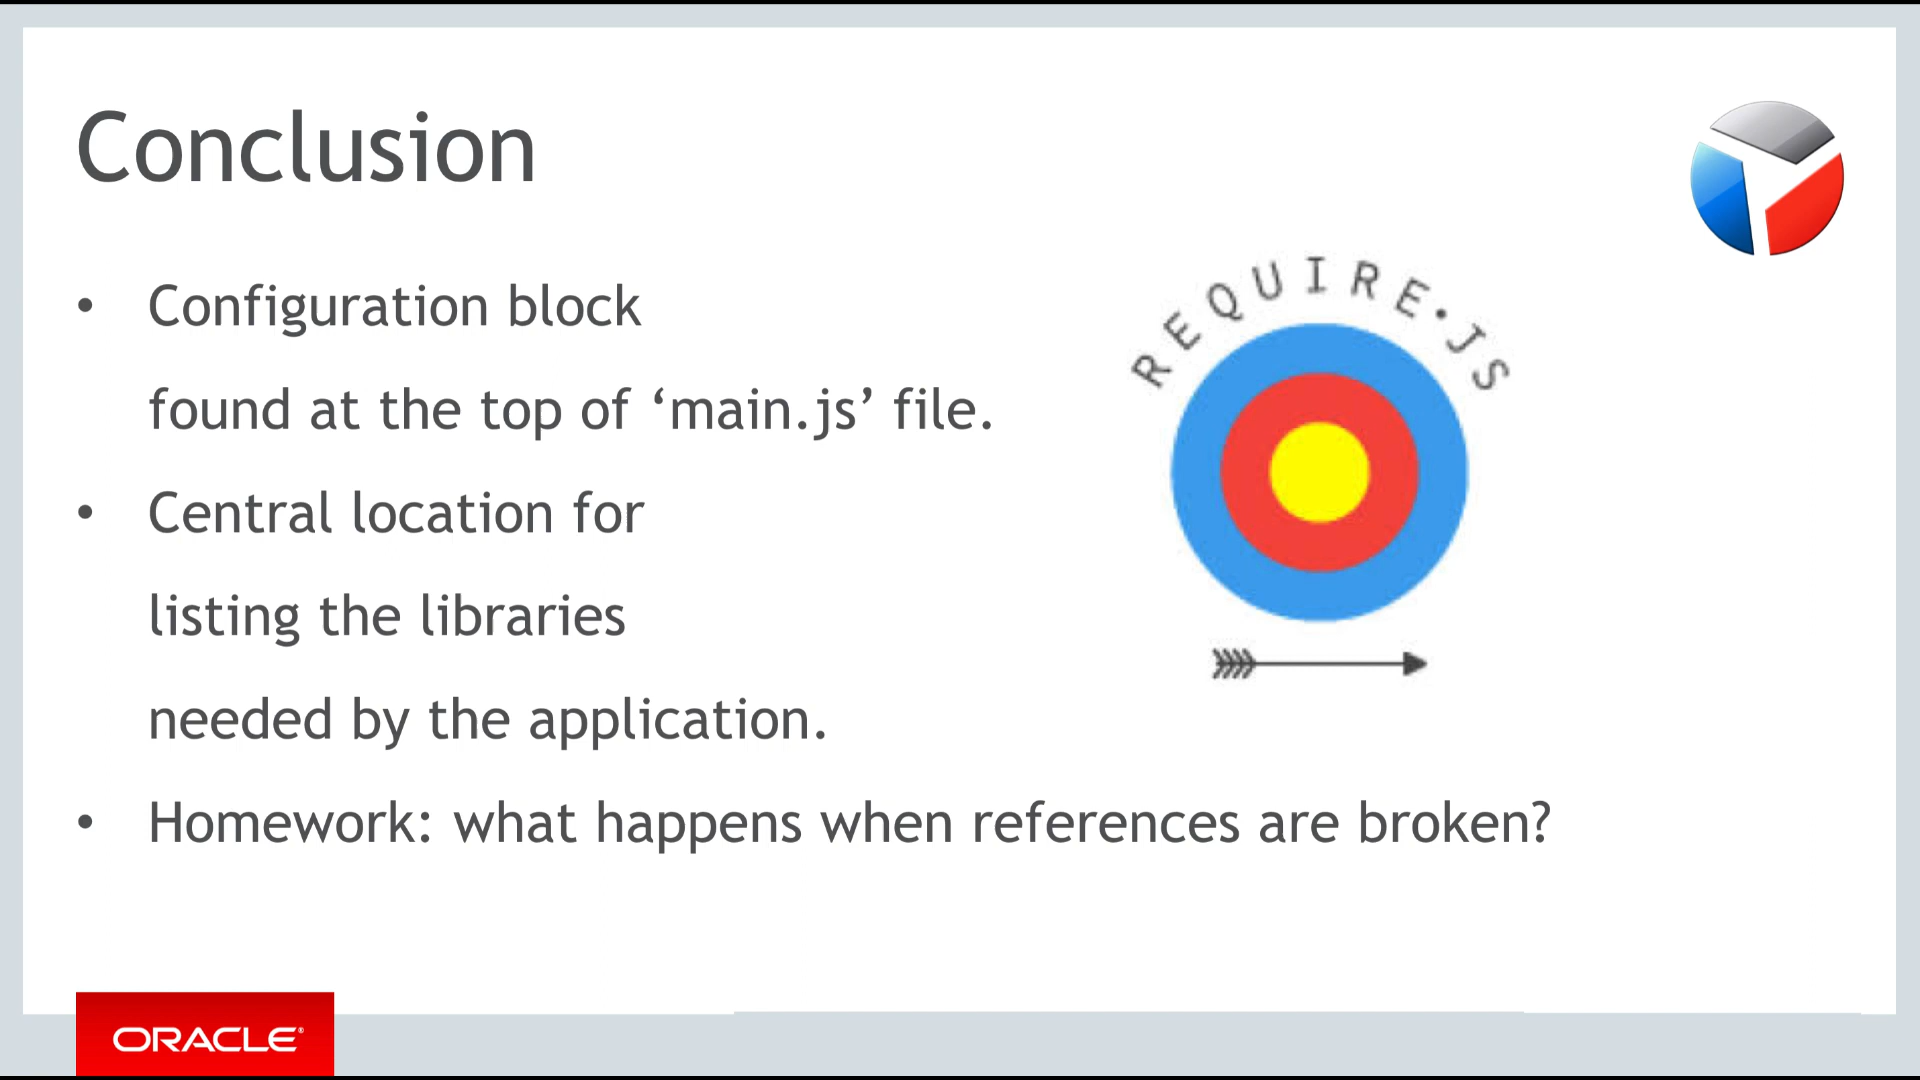 Conclusion
REQUIRE·JS
• Configuration block
found at the top of ‘main.js’ file.
• Central location for
listing the libraries
needed by the application.
• Homework: what happens when references are broken?
ORACLE®